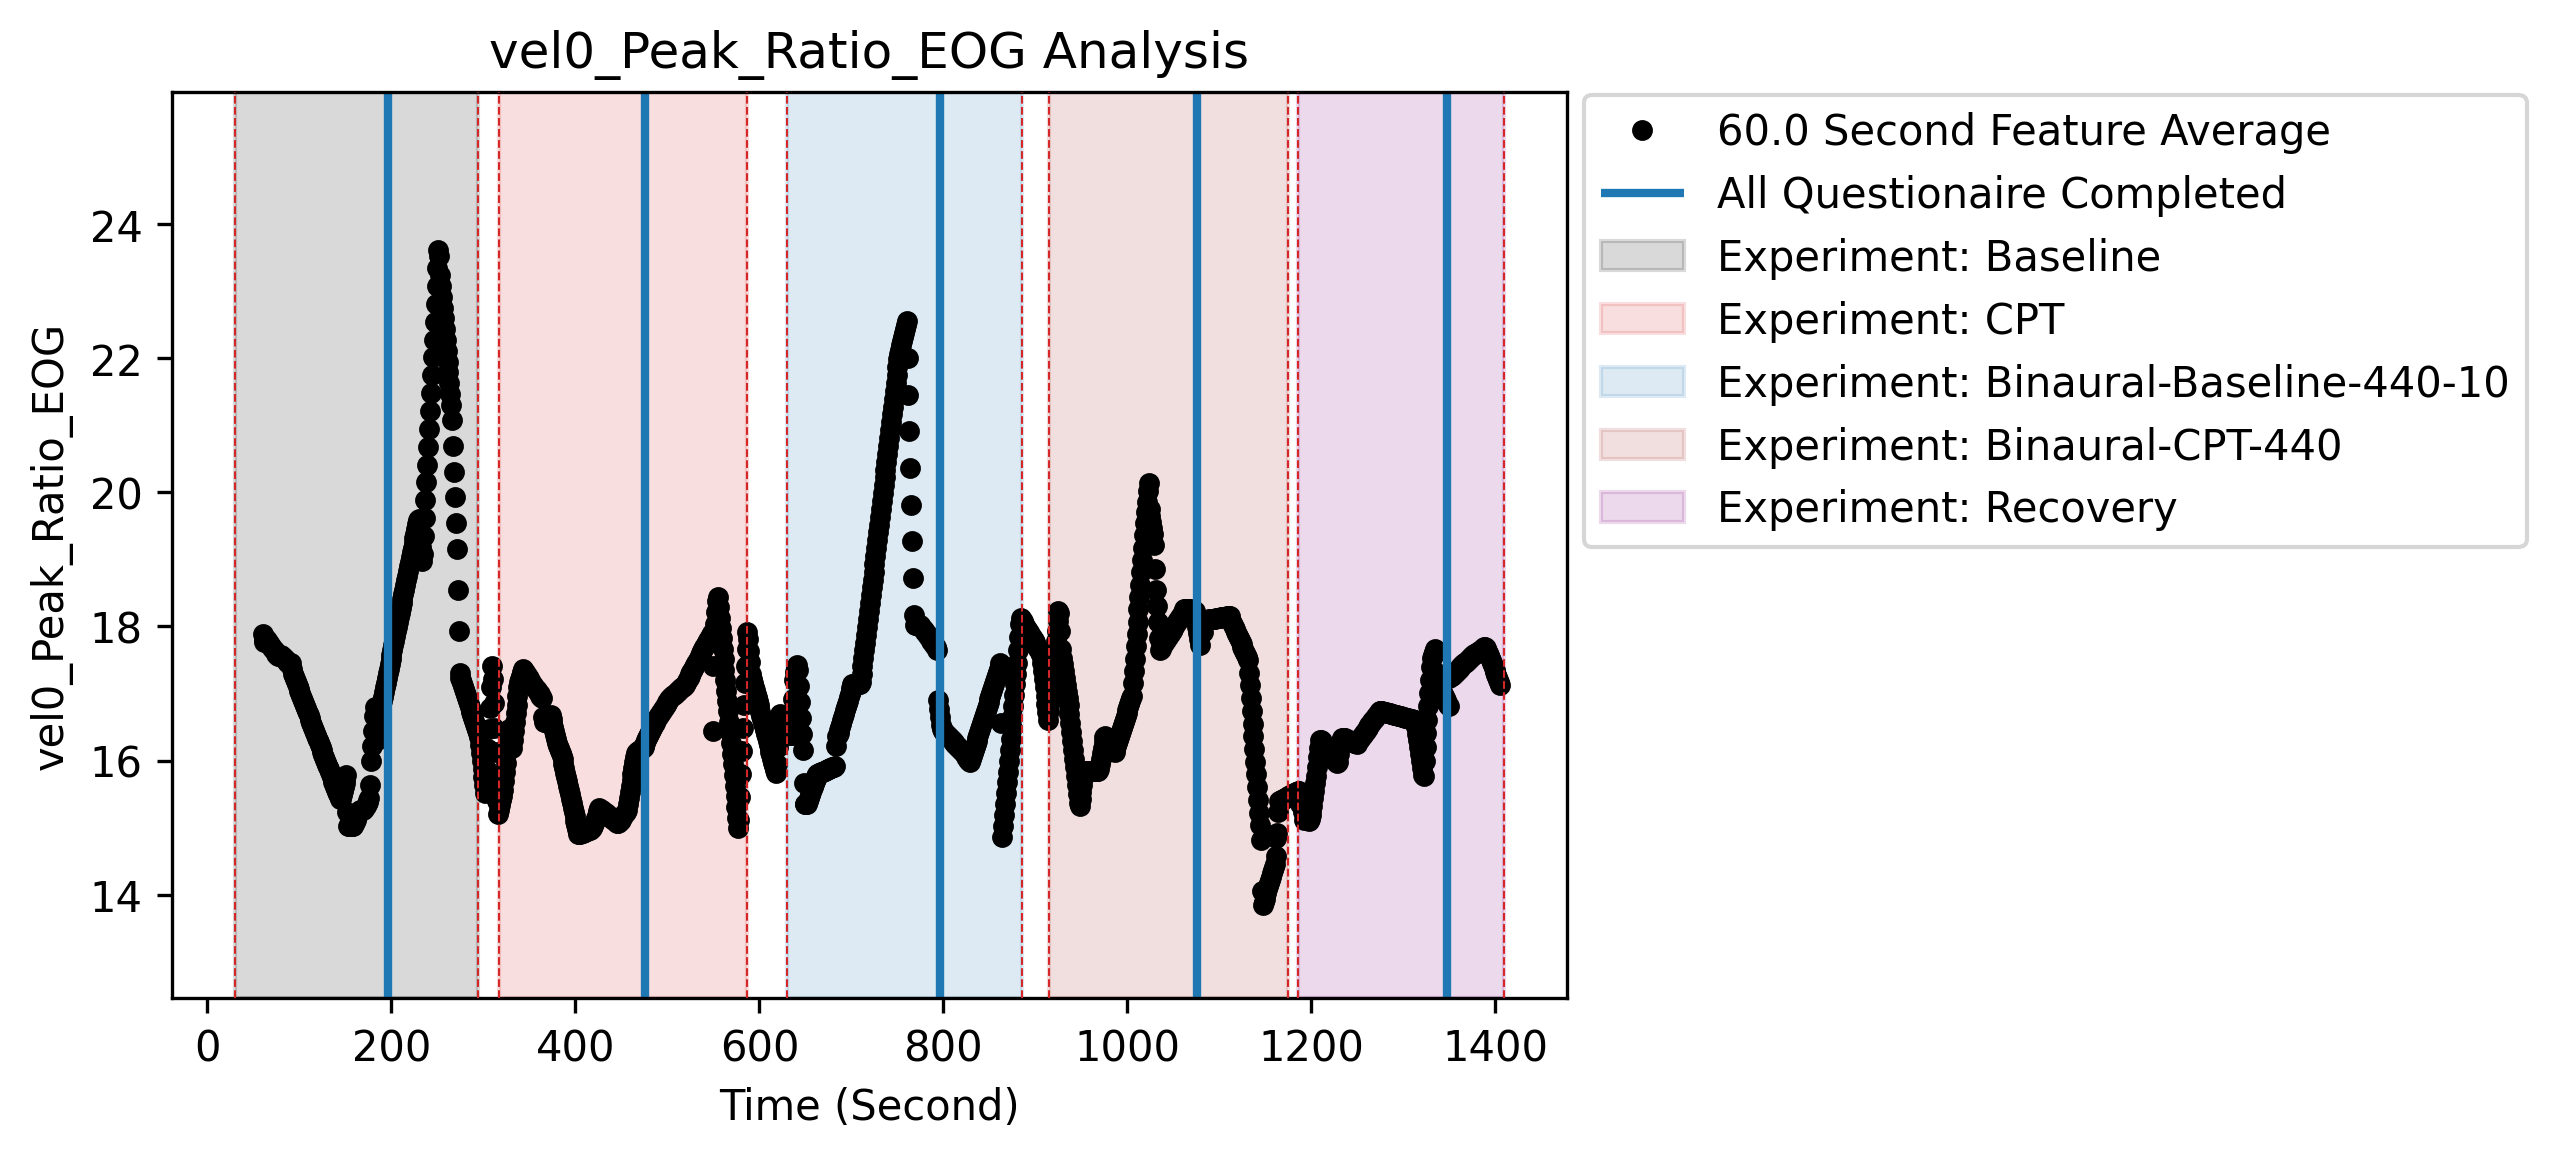 vel0_Peak_Ratio_EOG Analysis
vel0_Peak_Ratio_EOG
24
22
20
18
16
14
0 200 400 600 800 1000 1200 1400
Time (Second)
60.0 Second Feature Average
All Questionaire Completed
Experiment: Baseline
Experiment: CPT
Experiment: Binaural-Baseline-440-10
Experiment: Binaural-CPT-440
Experiment: Recovery